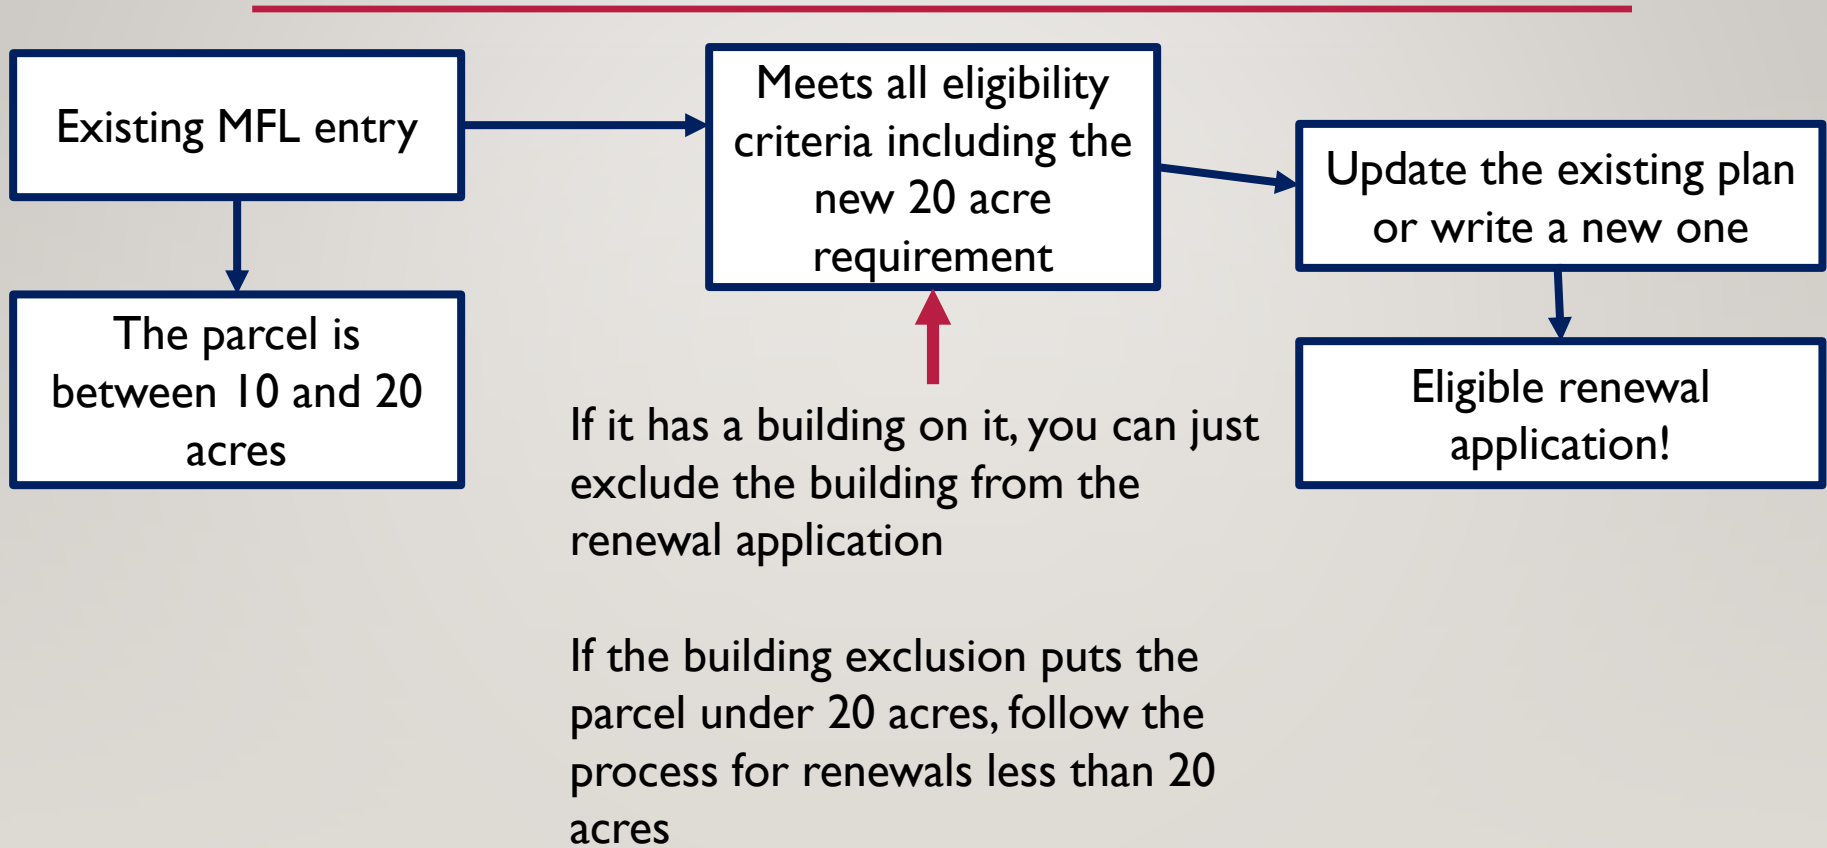 Existing MFL entry
The parcel is
between 10 and 20
acres
Meets all eligibility
criteria including the
new 20 acre
requirement
If it has a building on it, you can just
exclude the building from the
renewal application
If the building exclusion puts the
parcel under 20 acres, follow the
process for renewals less than 20
acres
Update the existing plan
or write a new one
Eligible renewal
application!